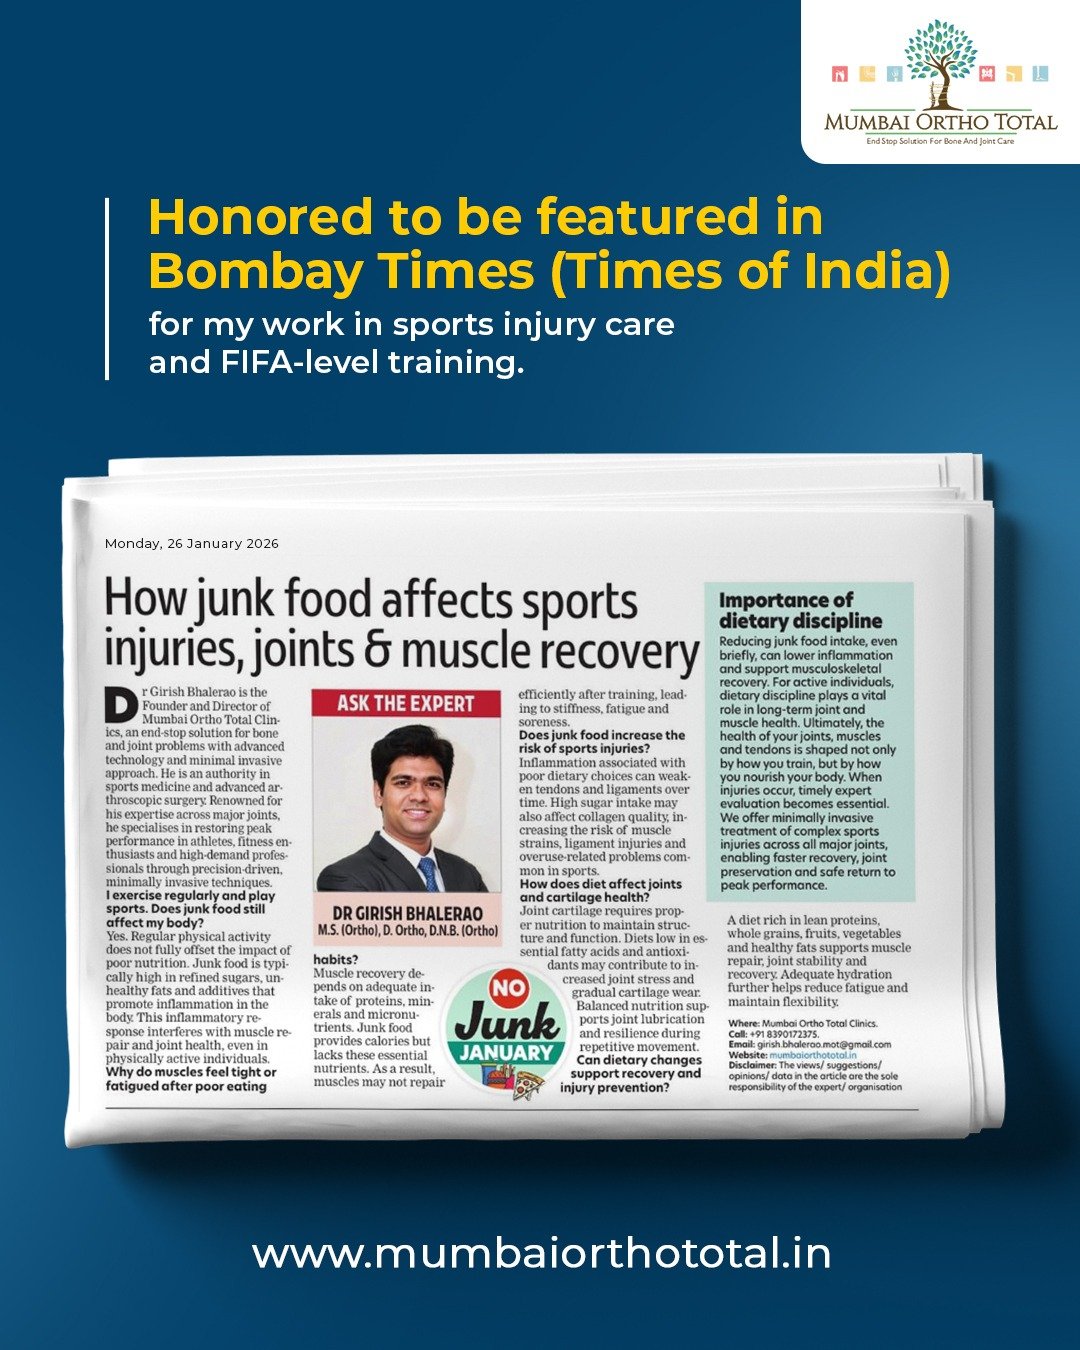 MUMBAI ORTHO TOTAL
End Stop Solution For Bone And Joint Care
Honored to be featured in
Bombay Times (Times of India)
for my work in sports injury care
and FIFA-level training.
Monday, 26 January 2026
How junk food affects sports
injuries, joints & muscle recovery
Dr Girish Bhalerao is the
Founder and Director of
Mumbai Ortho Total Clin-
ics, an end-stop solution for bone
and joint problems with advanced
technology and minimal invasive
approach. He is an authority in
sports medicine and advanced ar-
throscopic surgery. Renowned for
his expertise across major joints,
he specialises in restoring peak
performance in athletes, fitness en-
thusiasts and high-demand profes-
sionals through precision-driven,
minimally invasive techniques.
I exercise regularly and play
sports. Does junk food still
affect my body?
Yes. Regular physical activity
does not fully offset the impact of
poor nutrition. Junk food is typi-
cally high in refined sugars, un-
healthy fats and additives that
promote inflammation in the
body. This inflammatory re-
sponse interferes with muscle re-
pair and joint health, even in
physically active individuals.
Why do muscles feel tight or
fatigued after poor eating
ASK THE EXPERT
DR GIRISH BHALERAO
M.S. (Ortho), D. Ortho, D.N.B. (Ortho)
habits?
Muscle recovery de-
pends on adequate in-
take of proteins, min-
erals and micronu-
trients. Junk food
provides calories but
lacks these essential
nutrients. As a result,
muscles may not repair
NO
Junk
JANUARY
efficiently after training, lead-
ing to stiffness, fatigue and
soreness.
Does junk food increase the
risk of sports injuries?
Inflammation associated with
poor dietary choices can weak-
en tendons and ligaments over
time. High sugar intake may
also affect collagen quality, in-
creasing the risk of muscle
strains, ligament injuries and
overuse-related problems com-
mon in sports.
How does diet affect joints
and cartilage health?
Joint cartilage requires prop-
er nutrition to maintain struc-
ture and function. Diets low in es-
sential fatty acids and antioxi-
dants may contribute to in-
creased joint stress and
gradual cartilage wear.
Balanced nutrition sup-
ports joint lubrication
and resilience during
repetitive movement.
Can dietary changes
support recovery and
injury prevention?
Importance of
dietary discipline
Reducing junk food intake, even
briefly, can lower inflammation
and support musculoskeletal
recovery. For active individuals,
dietary discipline plays a vital
role in long-term joint and
muscle health. Ultimately, the
health of your joints, muscles
and tendons is shaped not only
by how you train, but by how
you nourish your body. When
injuries occur, timely expert
evaluation becomes essential.
We offer minimally invasive
treatment of complex sports
injuries across all major joints,
enabling faster recovery, joint
preservation and safe return to
peak performance.
A diet rich in lean proteins,
whole grains, fruits, vegetables
and healthy fats supports muscle
repair, joint stability and
recovery. Adequate hydration
further helps reduce fatigue and
maintain flexibility.
Where: Mumbai Ortho Total Clinics.
Call: +91 8390172375.
Email: girish.bhalerao.mot@gmail.com
Website: mumbaiorthototal.in
Disclaimer: The views/ suggestions/
opinions/ data in the article are the sole
responsibility of the expert/ organisation
www.mumbaiorthototal.in